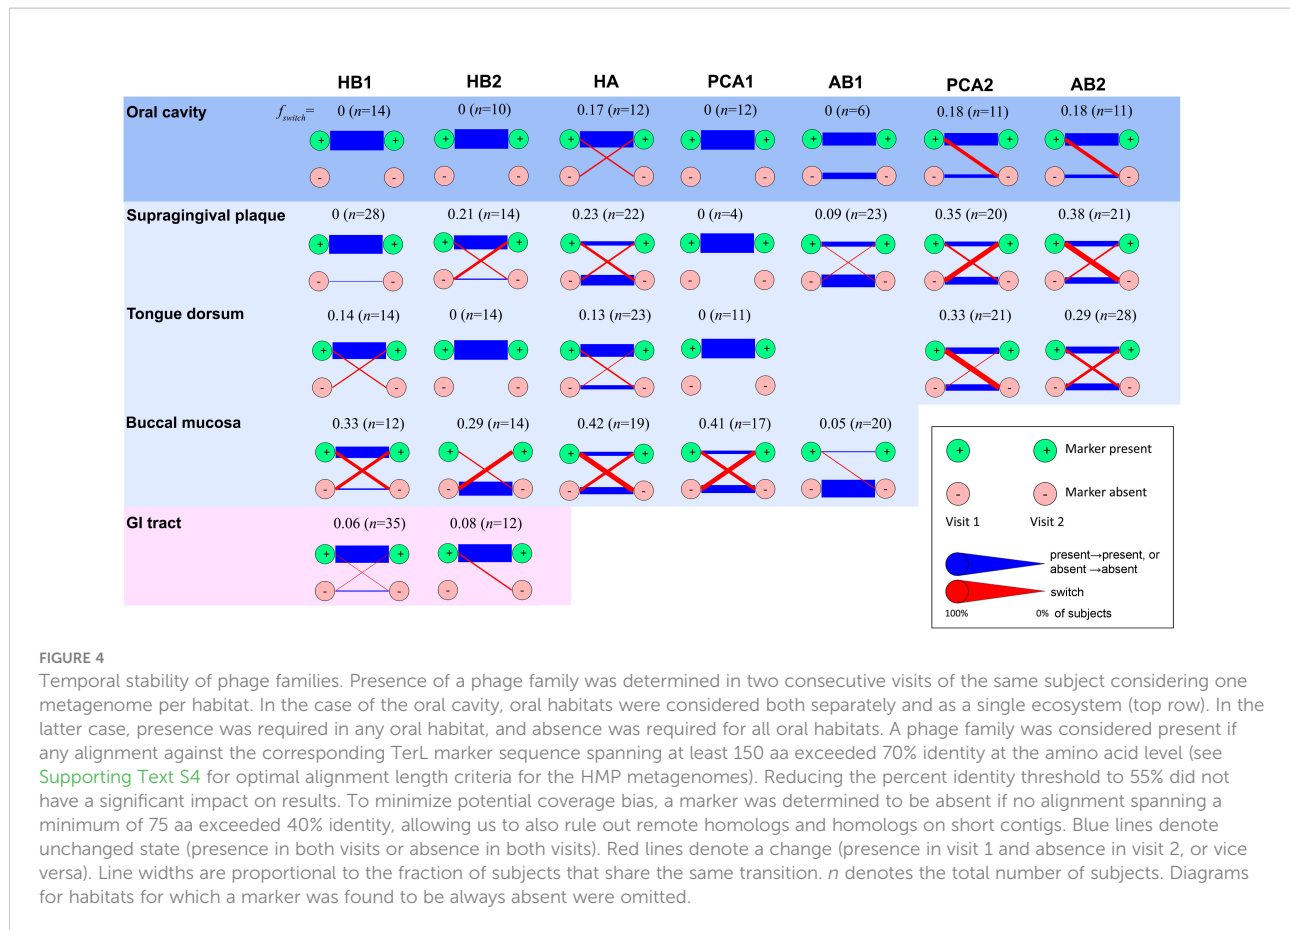 HB1 HB2 HA PCA1 AB1 PCA2 AB2
Oral cavity f_switch= 0 (n=14) 0 (n=10) 0.17 (n=12) 0 (n=12) 0 (n=6) 0.18 (n=11) 0.18 (n=11)
+ + + + + + + + + + + + + +
- - - - - - - - - - - - - -
Supragingival plaque 0 (n=28) 0.21 (n=14) 0.23 (n=22) 0 (n=4) 0.09 (n=23) 0.35 (n=20) 0.38 (n=21)
+ + + + + + + + + + + + + +
- - - - - - - - - - - - - -
Tongue dorsum 0.14 (n=14) 0 (n=14) 0.13 (n=23) 0 (n=11) 0.33 (n=21) 0.29 (n=28)
+ + + + + + + + + + + +
- - - - - - - - - - - -
Buccal mucosa 0.33 (n=12) 0.29 (n=14) 0.42 (n=19) 0.41 (n=17) 0.05 (n=20)
+ + + + + + + + + +
- - - - - - - - - -
GI tract 0.06 (n=35) 0.08 (n=12)
+ + + +
- - - -
+ + Marker present
- - Marker absent
Visit 1 Visit 2
present→present, or
absent →absent
switch
100% 0% of subjects
FIGURE 4
Temporal stability of phage families. Presence of a phage family was determined in two consecutive visits of the same subject considering one
metagenome per habitat. In the case of the oral cavity, oral habitats were considered both separately and as a single ecosystem (top row). In the
latter case, presence was required in any oral habitat, and absence was required for all oral habitats. A phage family was considered present if
any alignment against the corresponding TerL marker sequence spanning at least 150 aa exceeded 70% identity at the amino acid level (see
Supporting Text S4 for optimal alignment length criteria for the HMP metagenomes). Reducing the percent identity threshold to 55% did not
have a significant impact on results. To minimize potential coverage bias, a marker was determined to be absent if no alignment spanning a
minimum of 75 aa exceeded 40% identity, allowing us to also rule out remote homologs and homologs on short contigs. Blue lines denote
unchanged state (presence in both visits or absence in both visits). Red lines denote a change (presence in visit 1 and absence in visit 2, or vice
versa). Line widths are proportional to the fraction of subjects that share the same transition. n denotes the total number of subjects. Diagrams
for habitats for which a marker was found to be always absent were omitted.